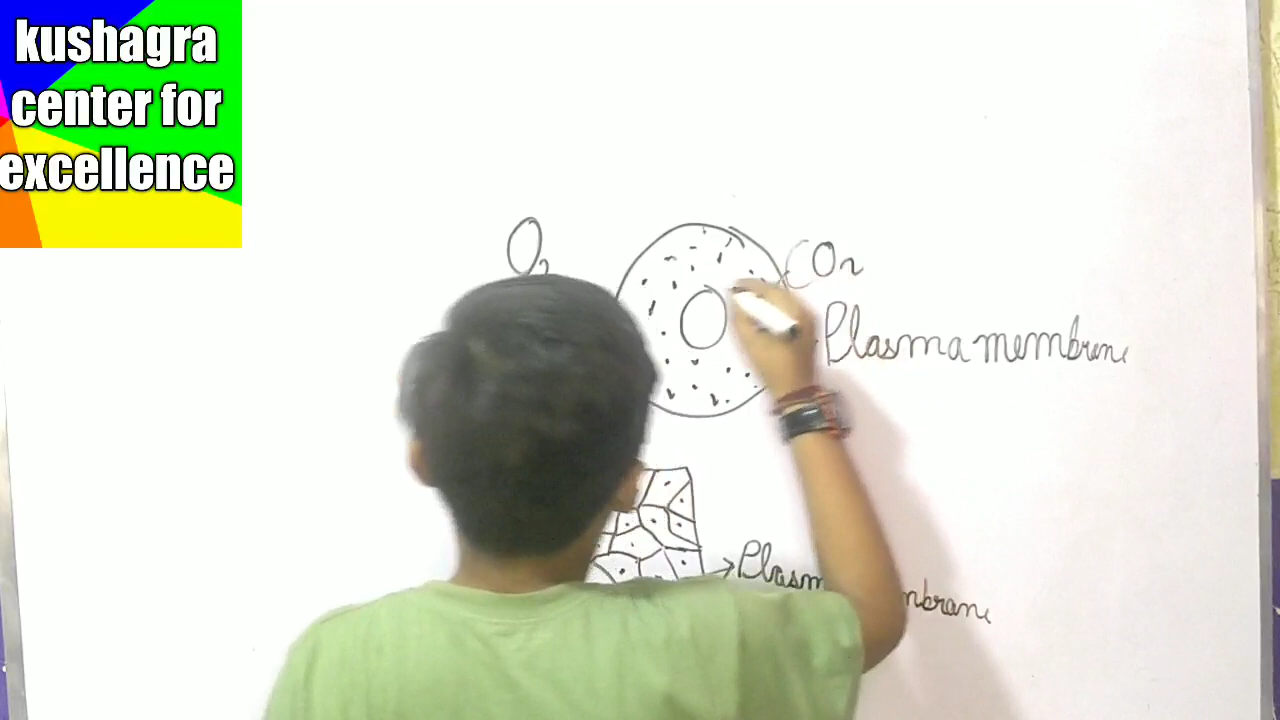 kushagra
center for
excellence
O2
CO2
Plasma membrane